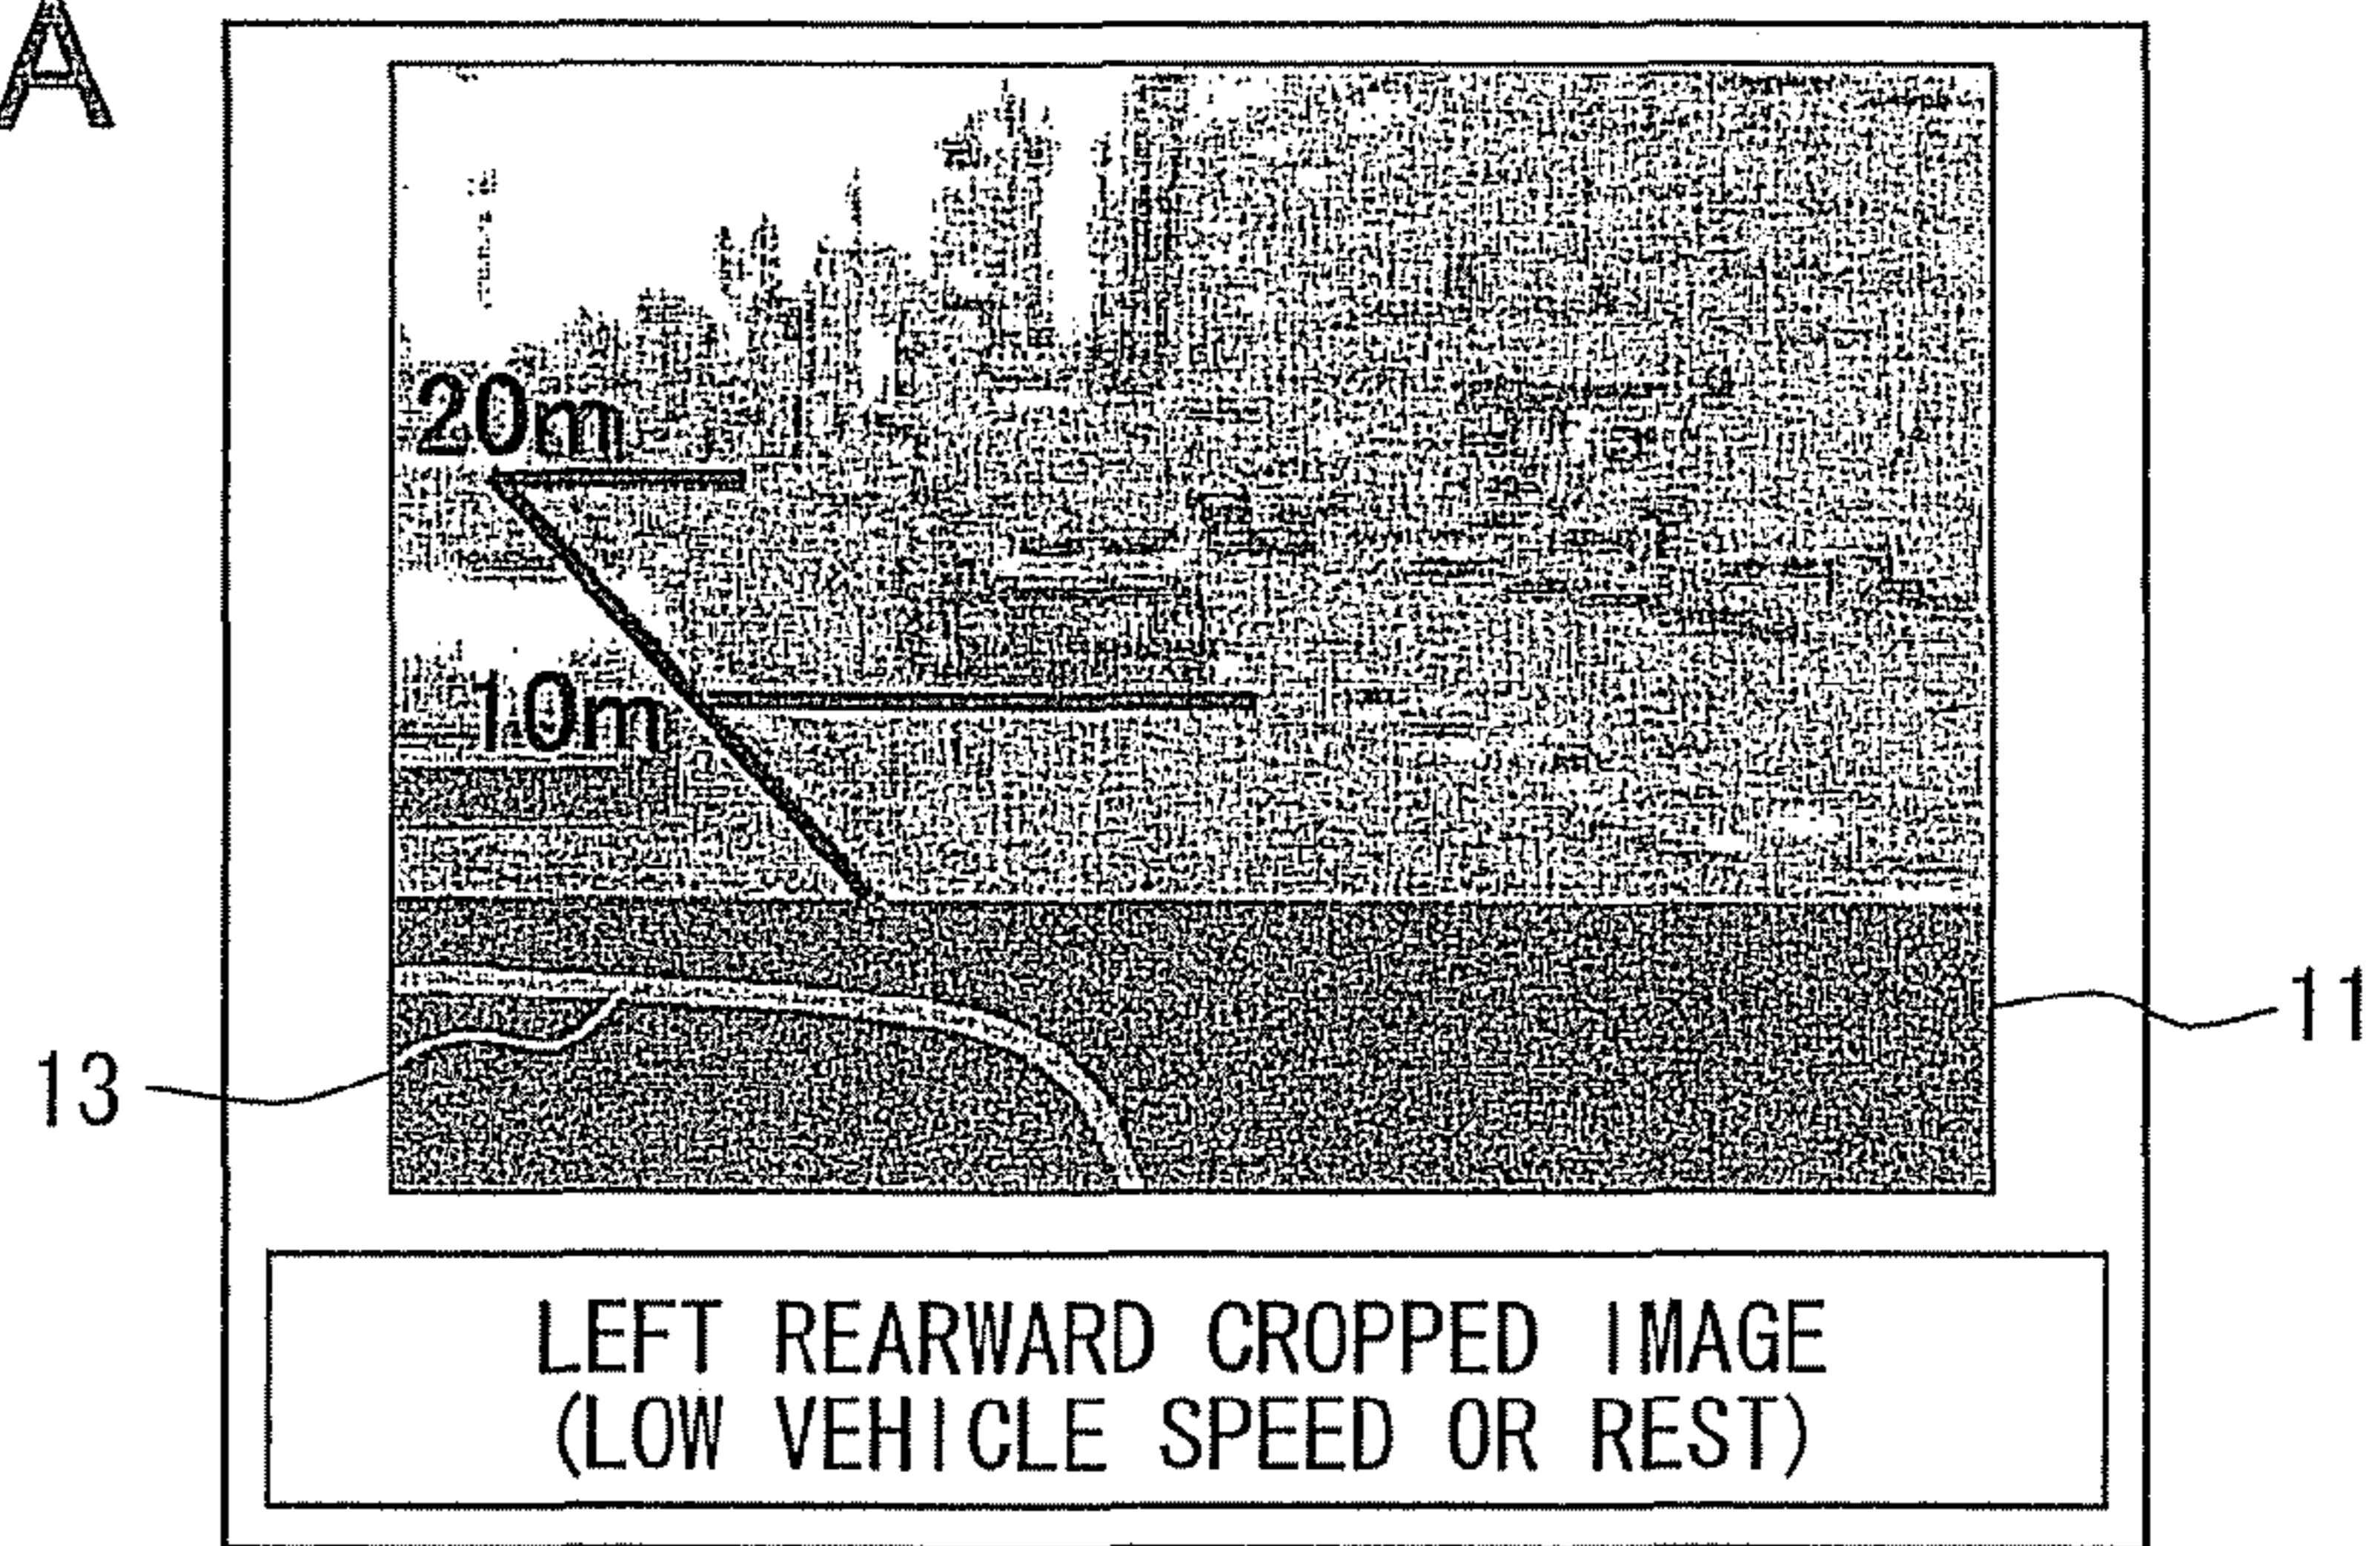 A
20m
10m
11
13
LEFT REARWARD CROPPED IMAGE
(LOW VEHICLE SPEED OR REST)